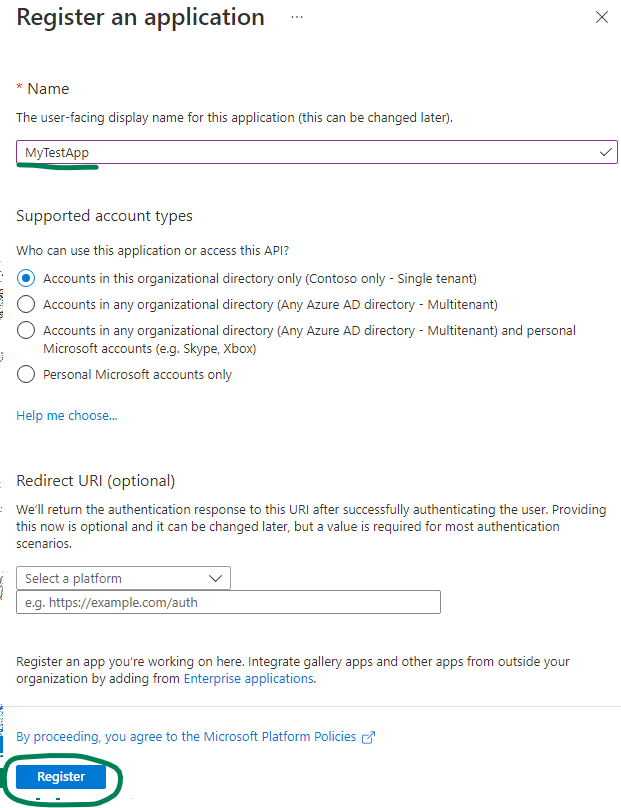 Register an application ...
* Name
The user-facing display name for this application (this can be changed later).
MyTestApp
Supported account types
Who can use this application or access this API?
Accounts in this organizational directory only (Contoso only - Single tenant)
Accounts in any organizational directory (Any Azure AD directory - Multitenant)
Accounts in any organizational directory (Any Azure AD directory - Multitenant) and personal
Microsoft accounts (e.g. Skype, Xbox)
Personal Microsoft accounts only
Help me choose...
Redirect URI (optional)
We'll return the authentication response to this URI after successfully authenticating the user. Providing
this now is optional and it can be changed later, but a value is required for most authentication
scenarios.
Select a platform
e.g. https://example.com/auth
Register an app you're working on here. Integrate gallery apps and other apps from outside your
organization by adding from Enterprise applications.
By proceeding, you agree to the Microsoft Platform Policies
Register